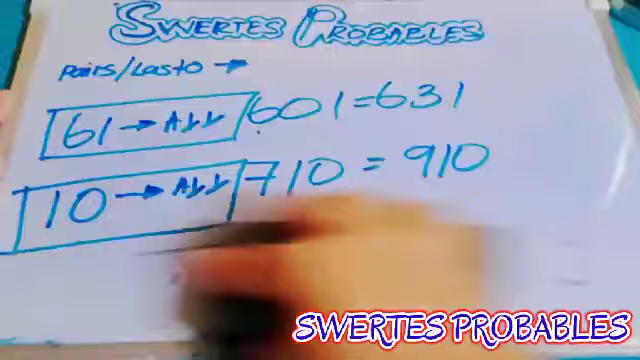 SWERTES PROBABLES
Pairs/Lasto →
61 → ALL 601 = 631
10 → ALL 710 = 910
SWERTES PROBABLES